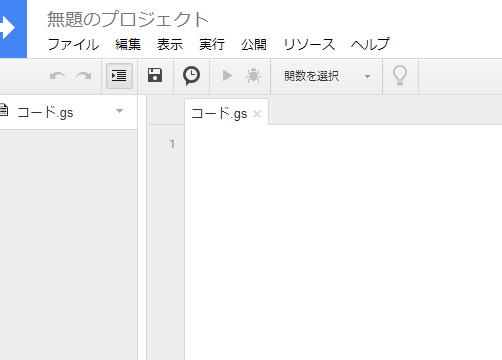 無題のプロジェクト
ファイル 編集 表示 実行 公開 リソース ヘルプ
関数を選択
コード.gs
コード.gs
1